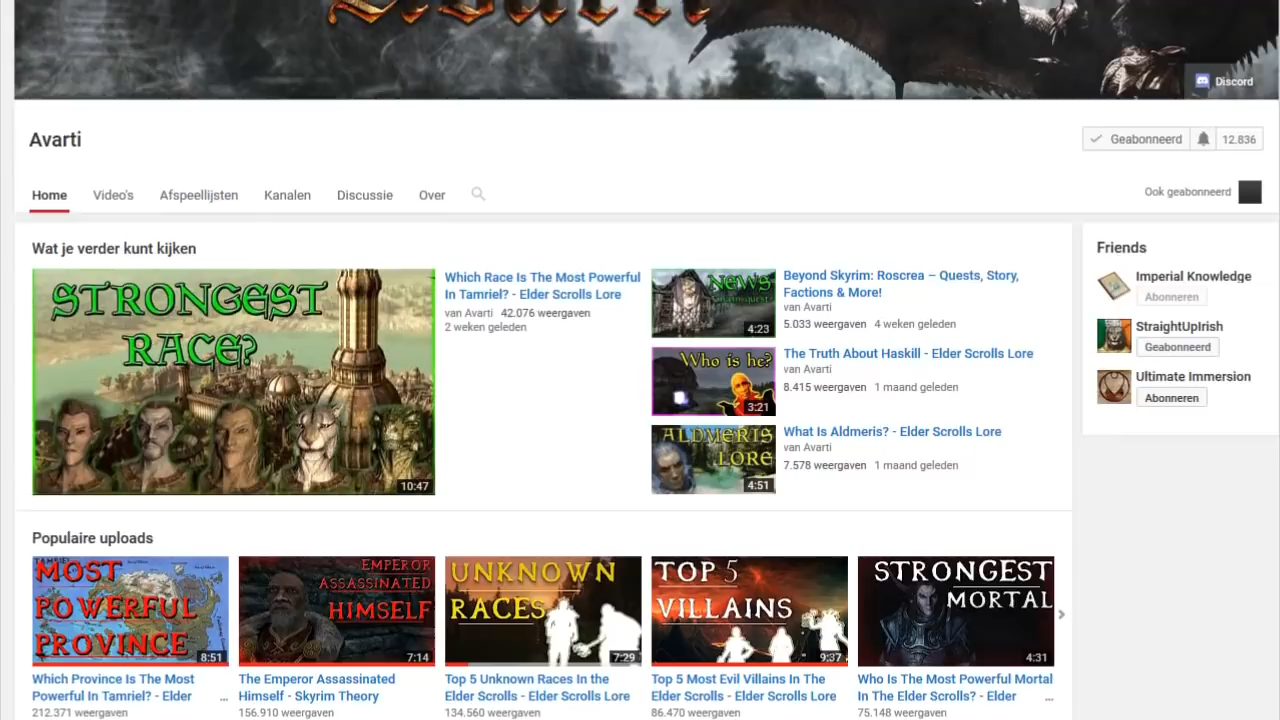 Avarti
Discord
Avarti
Geabonneerd
12.836
Home
Video's
Afspeellijsten
Kanalen
Discussie
Over
Ook geabonneerd
Wat je verder kunt kijken
STRONGEST
RACE?
10:47
Which Race Is The Most Powerful
In Tamriel? - Elder Scrolls Lore
van Avarti 42.076 weergaven
2 weken geleden
NEWS
4:23
Beyond Skyrim: Roscrea – Quests, Story,
Factions & More!
van Avarti
5.033 weergaven 4 weken geleden
Who is he?
3:21
The Truth About Haskill - Elder Scrolls Lore
van Avarti
8.415 weergaven 1 maand geleden
ALDMERIS
LORE
4:51
What Is Aldmeris? - Elder Scrolls Lore
van Avarti
7.578 weergaven 1 maand geleden
Friends
Imperial Knowledge
Abonneren
StraightUpIrish
Geabonneerd
Ultimate Immersion
Abonneren
Populaire uploads
MOST
POWERFUL
PROVINCE
8:51
Which Province Is The Most
Powerful In Tamriel? - Elder ...
212.371 weergaven
EMPEROR
ASSASSINATED
HIMSELF
7:14
The Emperor Assassinated
Himself - Skyrim Theory
156.910 weergaven
UNKNOWN
RACES
7:29
Top 5 Unknown Races In the
Elder Scrolls - Elder Scrolls Lore
134.560 weergaven
TOP 5
VILLAINS
9:37
Top 5 Most Evil Villains In The
Elder Scrolls - Elder Scrolls Lore
86.470 weergaven
STRONGEST
MORTAL
4:31
Who Is The Most Powerful Mortal
In The Elder Scrolls? - Elder ...
75.148 weergaven